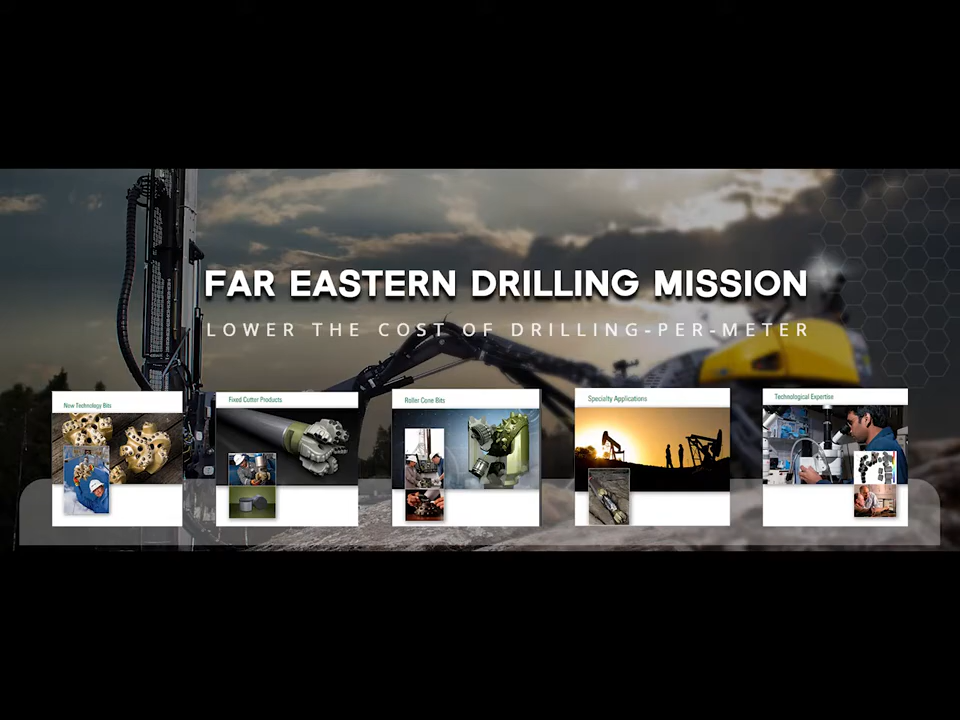 FAR EASTERN DRILLING MISSION
LOWER THE COST OF DRILLING-PER-METER
New Technology Bits
Fixed Cutter Products
Roller Cone Bits
Specialty Applications
Technological Expertise